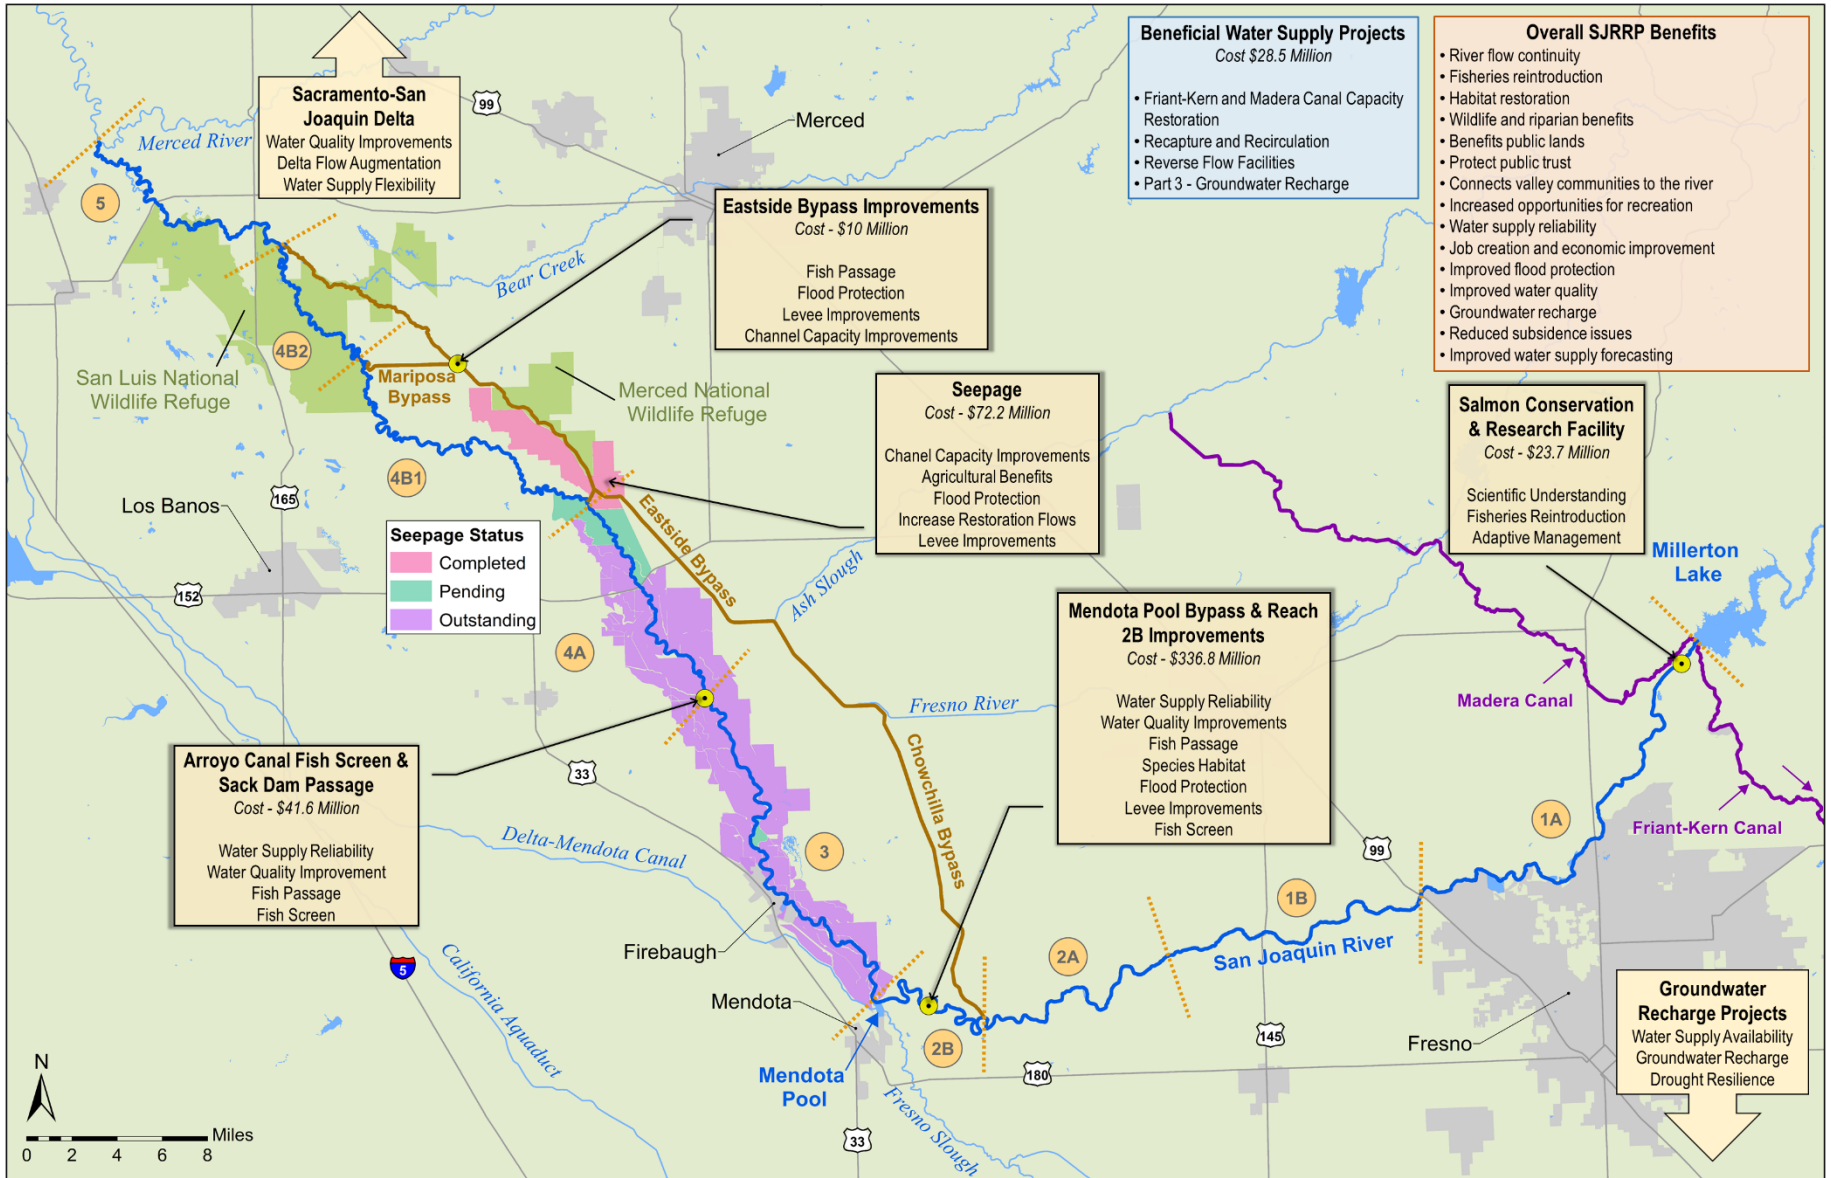 Sacramento-San
Joaquin Delta
Water Quality Improvements
Delta Flow Augmentation
Water Supply Flexibility
Beneficial Water Supply Projects
Cost $28.5 Million
• Friant-Kern and Madera Canal Capacity
Restoration
• Recapture and Recirculation
• Reverse Flow Facilities
• Part 3 - Groundwater Recharge
Overall SJRRP Benefits
• River flow continuity
• Fisheries reintroduction
• Habitat restoration
• Wildlife and riparian benefits
• Benefits public lands
• Protect public trust
• Connects valley communities to the river
• Increased opportunities for recreation
• Water supply reliability
• Job creation and economic improvement
• Improved flood protection
• Improved water quality
• Groundwater recharge
• Reduced subsidence issues
• Improved water supply forecasting
99
Merced
Merced River
5
Eastside Bypass Improvements
Cost - $10 Million
Fish Passage
Flood Protection
Levee Improvements
Channel Capacity Improvements
Bear Creek
4B2
San Luis National
Wildlife Refuge
Mariposa
Bypass
Merced National
Wildlife Refuge
Seepage
Cost - $72.2 Million
Chanel Capacity Improvements
Agricultural Benefits
Flood Protection
Increase Restoration Flows
Levee Improvements
Salmon Conservation
& Research Facility
Cost - $23.7 Million
Scientific Understanding
Fisheries Reintroduction
Adaptive Management
4B1
165
Los Banos
Seepage Status
Completed
Pending
Outstanding
Eastside Bypass
Ash Slough
Millerton
Lake
152
4A
Mendota Pool Bypass & Reach
2B Improvements
Cost - $336.8 Million
Water Supply Reliability
Water Quality Improvements
Fish Passage
Species Habitat
Flood Protection
Levee Improvements
Fish Screen
Fresno River
Madera Canal
Arroyo Canal Fish Screen &
Sack Dam Passage
Cost - $41.6 Million
Water Supply Reliability
Water Quality Improvement
Fish Passage
Fish Screen
33
Chowchilla Bypass
Delta-Mendota Canal
3
1A
Friant-Kern Canal
99
1B
Firebaugh
San Joaquin River
2A
5
California Aquaduct
Mendota
2B
Mendota
Pool
180
145
Fresno
Groundwater
Recharge Projects
Water Supply Availability
Groundwater Recharge
Drought Resilience
Fresno Slough
33
N
Miles
0 2 4 6 8